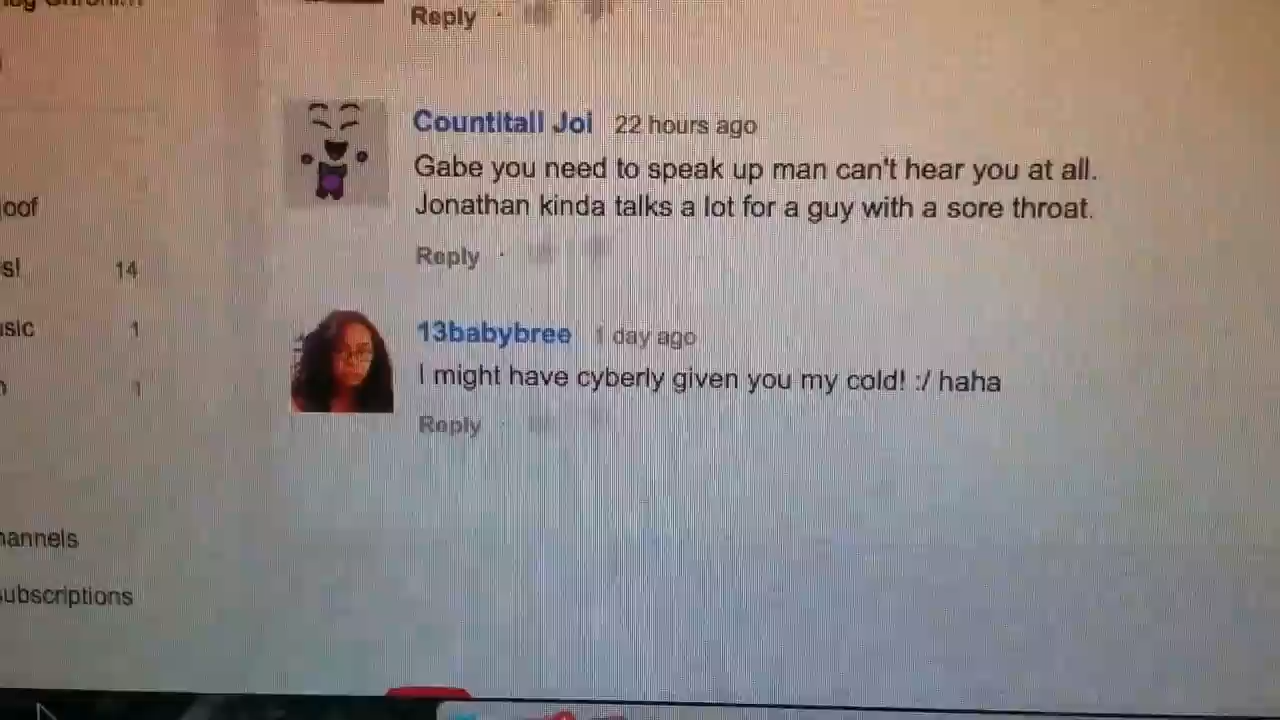 Reply
Countitall Joi 22 hours ago
Gabe you need to speak up man can't hear you at all.
Jonathan kinda talks a lot for a guy with a sore throat.
Reply
13babybree 1 day ago
I might have cyberly given you my cold! :/ haha
Reply
oof
s! 14
usic 1
1
hannels
subscriptions